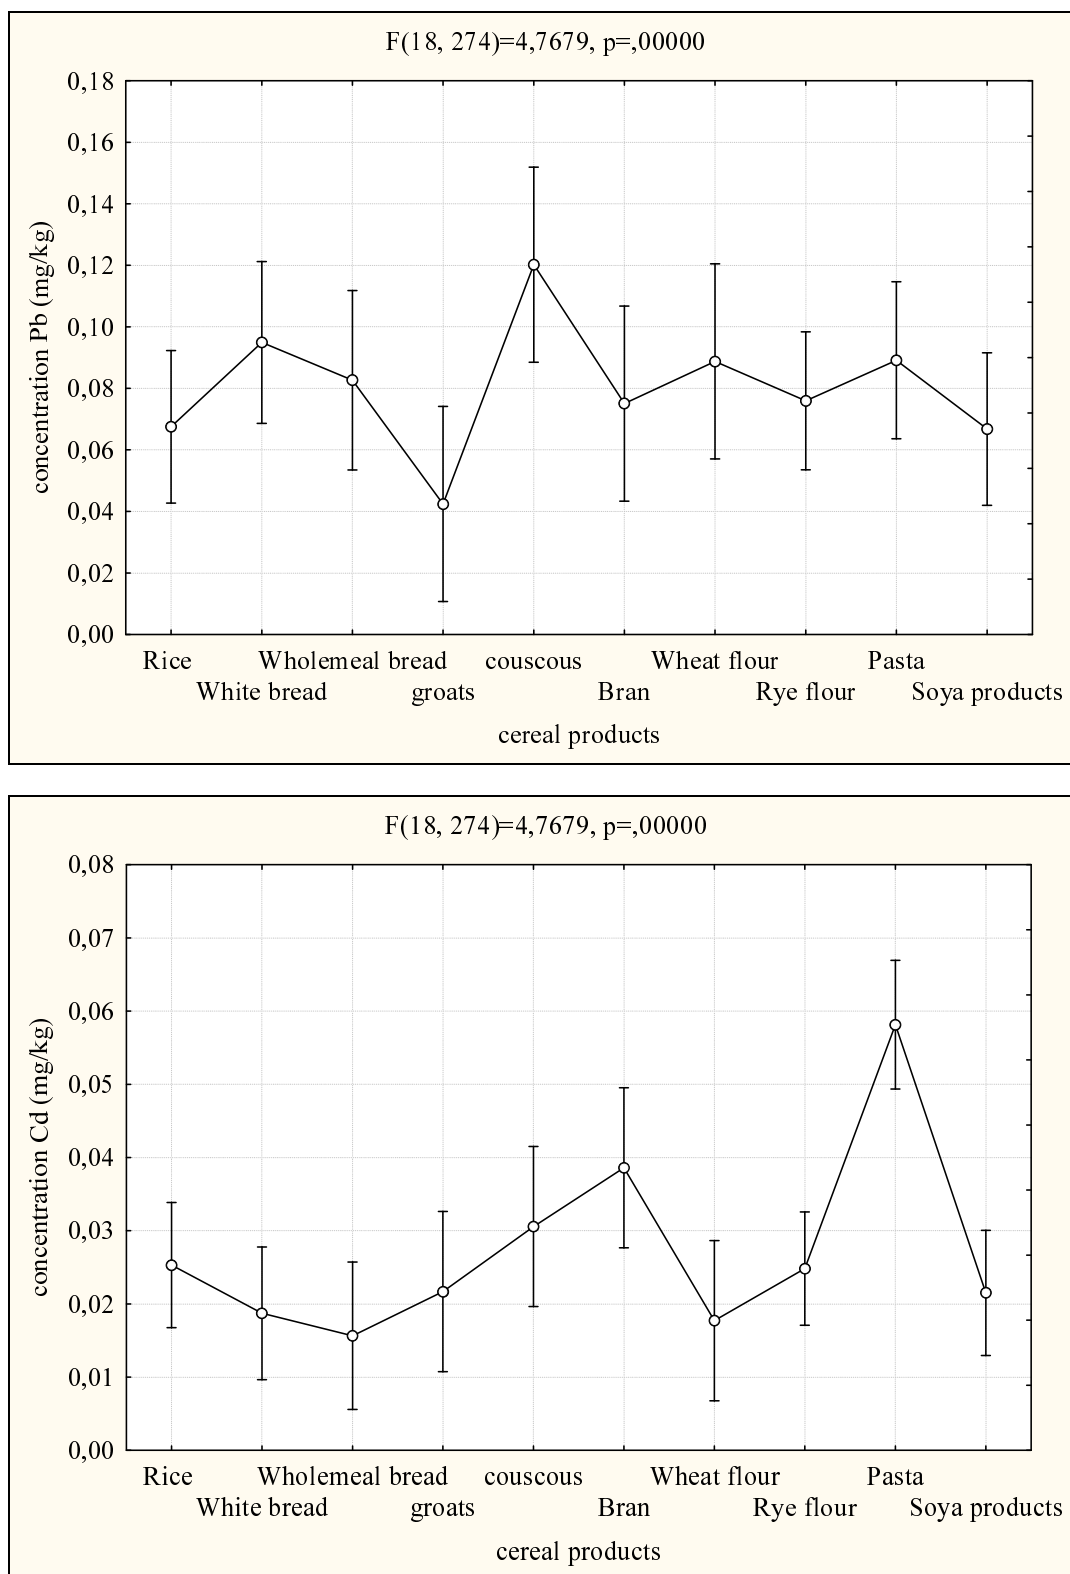 F(18, 274)=4,7679, p=,00000
0,18
0,16
0,14
0,12
0,10
0,08
0,06
0,04
0,02
0,00
concentration Pb (mg/kg)
Rice Wholemeal bread couscous Wheat flour Pasta
White bread groats Bran Rye flour Soya products
cereal products
F(18, 274)=4,7679, p=,00000
0,08
0,07
0,06
0,05
0,04
0,03
0,02
0,01
0,00
concentration Cd (mg/kg)
Rice Wholemeal bread couscous Wheat flour Pasta
White bread groats Bran Rye flour Soya products
cereal products